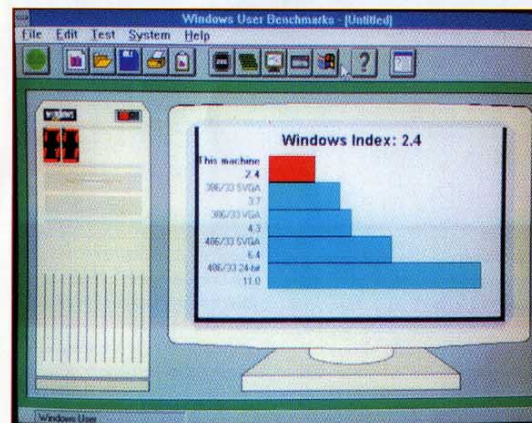 Windows User Benchmarks - [Untitled]
File Edit Test System Help
?
WINDOWS
Windows Index: 2.4
This machine
2.4
386/33 SVGA
3.7
386/33 VGA
4.3
486/33 SVGA
6.4
486/33 24-bit
11.0
Windows User